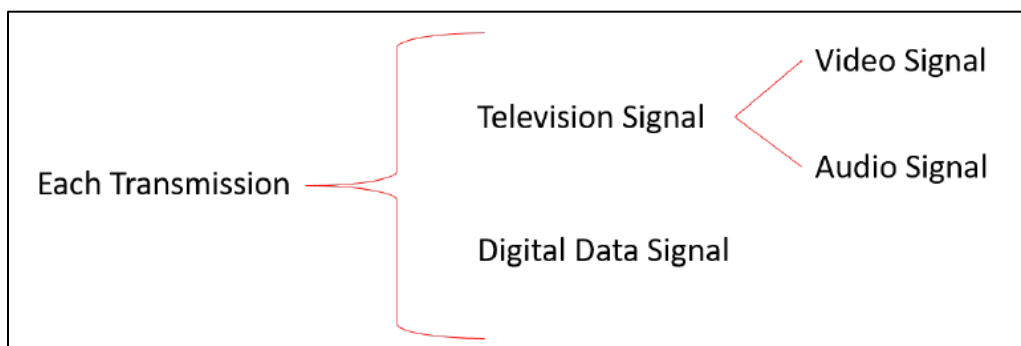 Video Signal
Television Signal
Audio Signal
Each Transmission
Digital Data Signal